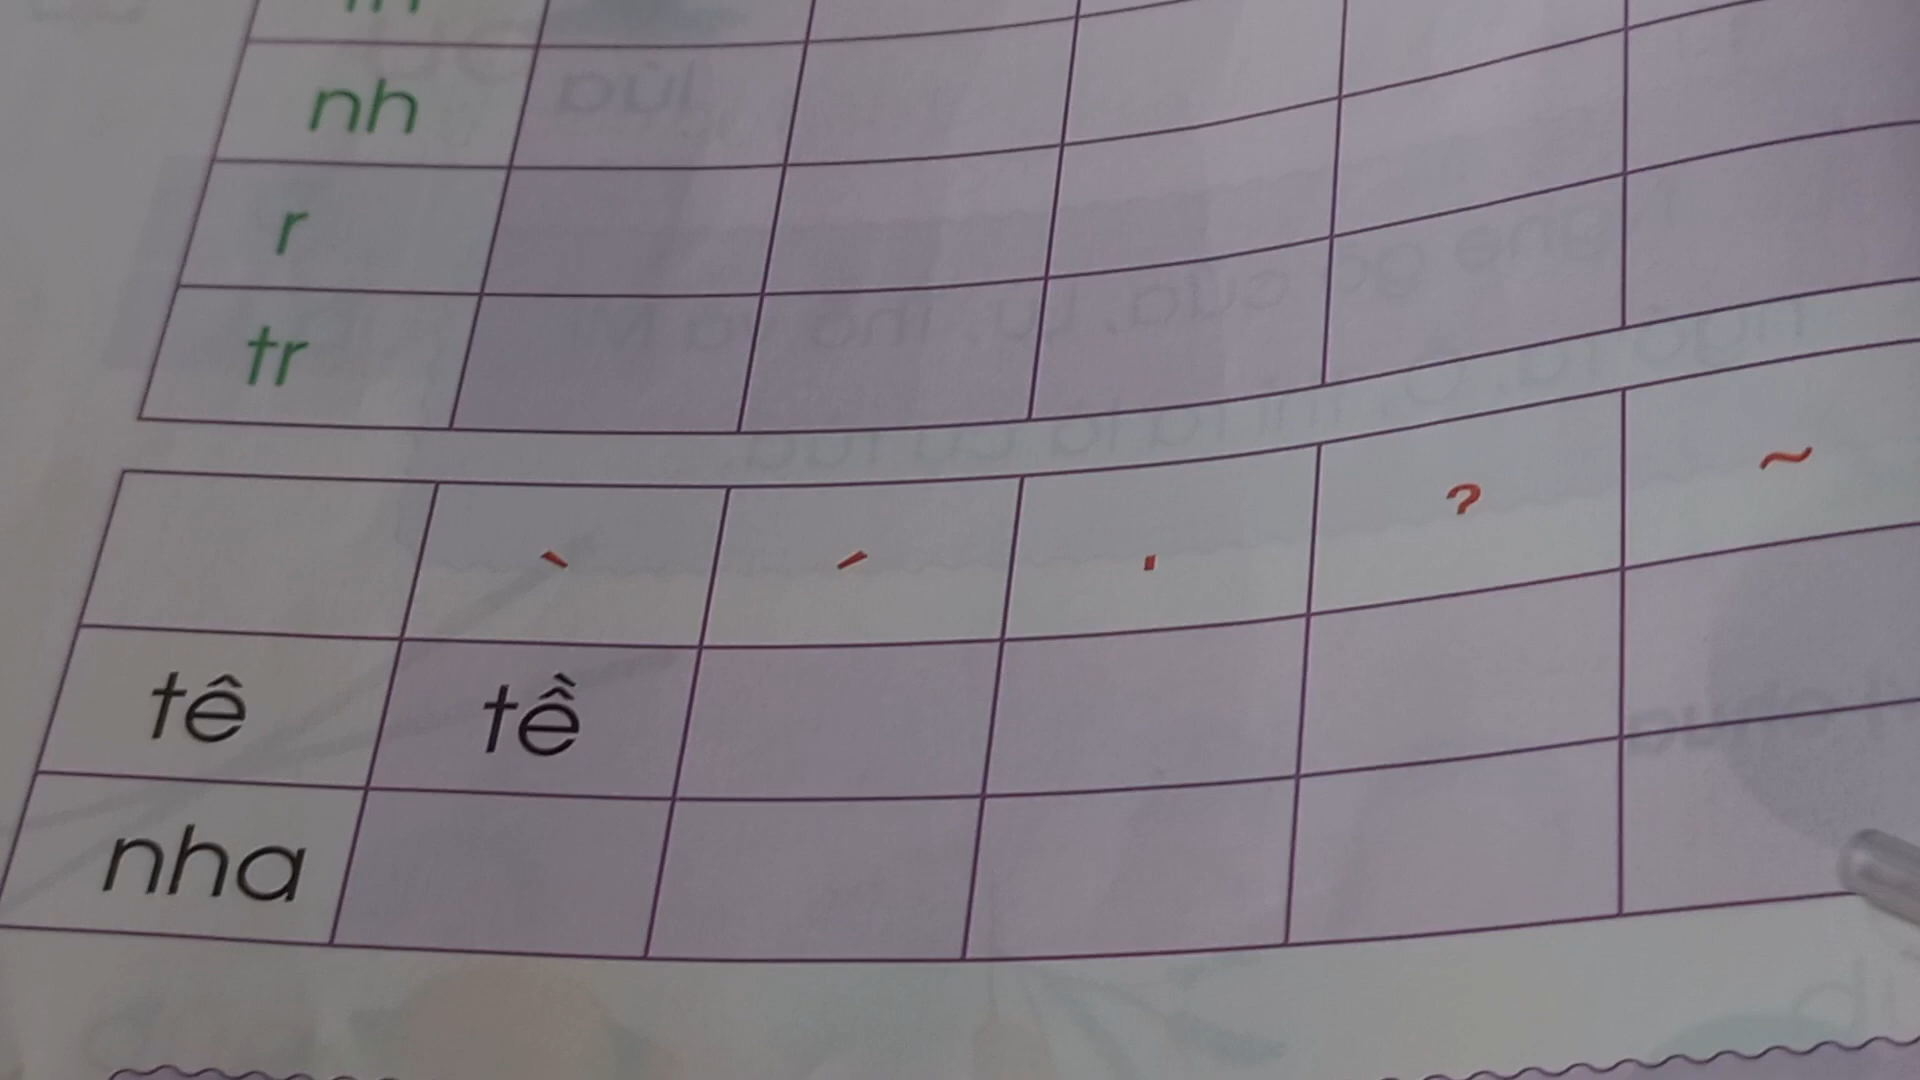 nh
r
tr
` ´ . ? ~
tê tề
nha